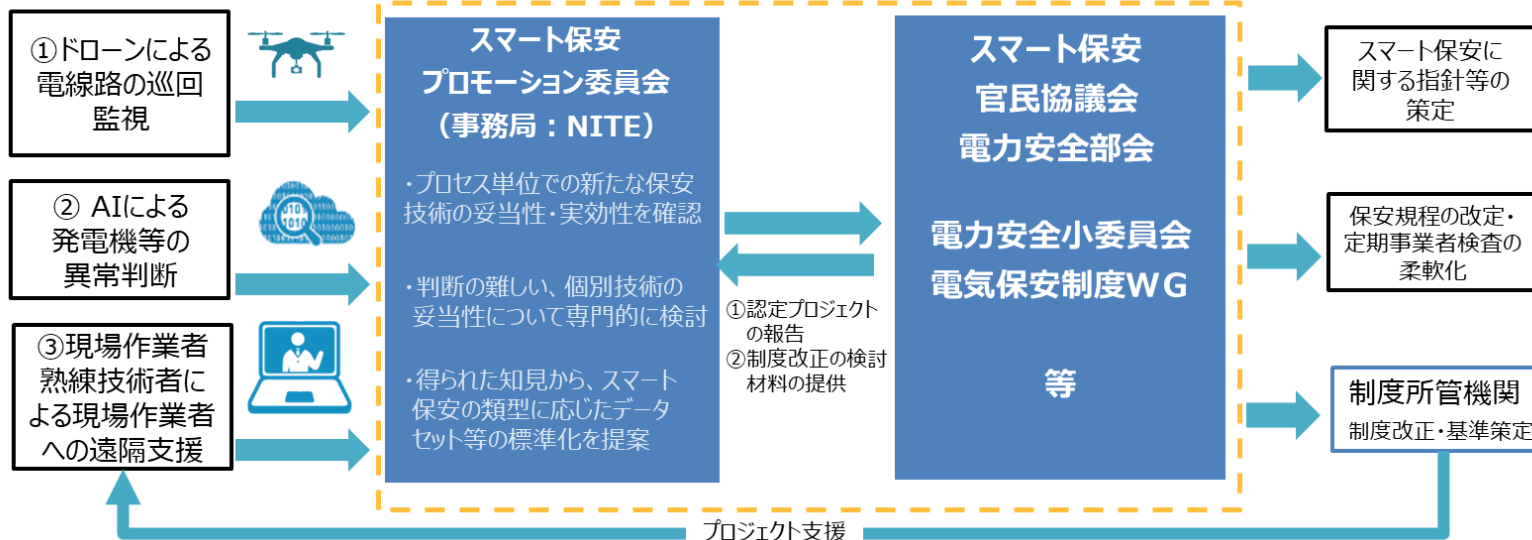 ①ドローンによる
電線路の巡回
監視
② AIによる
発電機等の
異常判断
③現場作業者
熟練技術者に
よる現場作業者
への遠隔支援
スマート保安
プロモーション委員会
（事務局：NITE）
・プロセス単位での新たな保安
技術の妥当性・実効性を確認
・判断の難しい、個別技術の
妥当性について専門的に検討
・得られた知見から、スマート
保安の類型に応じたデータ
セット等の標準化を提案
①認定プロジェクト
の報告
②制度改正の検討
材料の提供
スマート保安
官民協議会
電力安全部会
電力安全小委員会
電気保安制度WG
等
スマート保安に
関する指針等の
策定
保安規程の改定・
定期事業者検査の
柔軟化
制度所管機関
制度改正・基準策定
プロジェクト支援